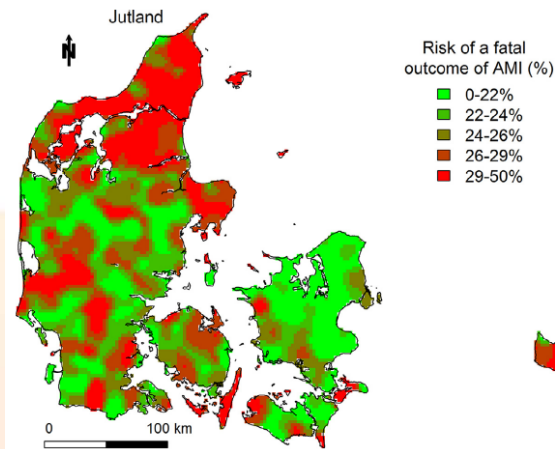 Jutland
N
Risk of a fatal
outcome of AMI (%)
0-22%
22-24%
24-26%
26-29%
29-50%
0 100 km